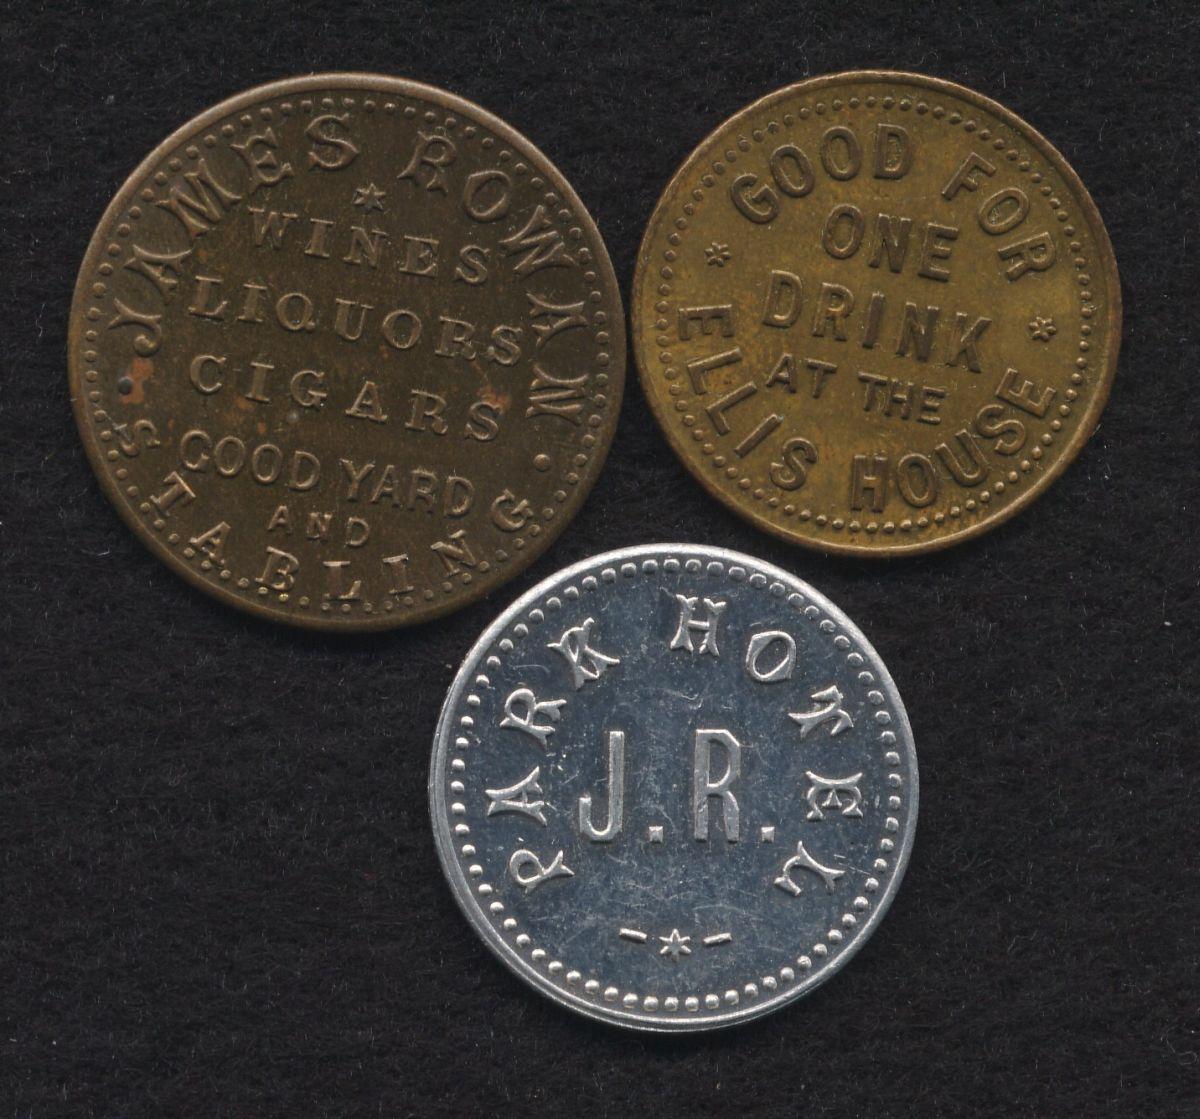 JAMES ROWAN.
WINES
LIQUORS
CIGARS
GOOD YARD
AND
STABLING
GOOD FOR
ONE
DRINK
AT THE
ELLIS HOUSE
PARK HOTEL
J.R.